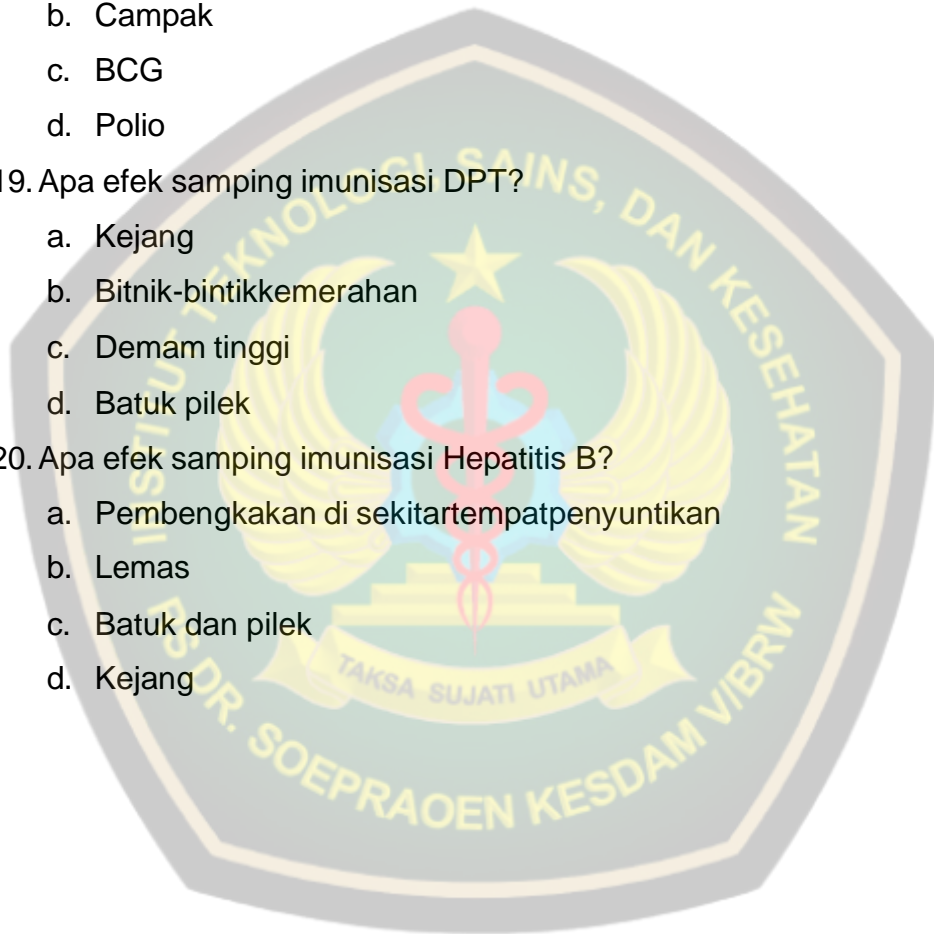 b. Campak
c. BCG
d. Polio
19. Apa efek samping imunisasi DPT?
a. Kejang
b. Bitnik-bintikkemerahan
c. Demam tinggi
d. Batuk pilek
20. Apa efek samping imunisasi Hepatitis B?
a. Pembengkakan di sekitartempatpenyuntikan
b. Lemas
c. Batuk dan pilek
d. Kejang
INSTITUT TEKNOLOGI, SAINS, DAN KESEHATAN
TAKSA SUJATI UTAMA
RS DR. SOEPRAOEN KESDAM V/BRW